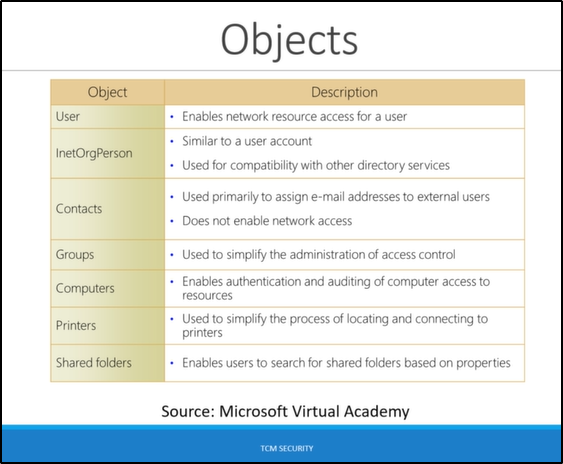 Objects
Object Description
User • Enables network resource access for a user
InetOrgPerson • Similar to a user account
• Used for compatibility with other directory services
Contacts • Used primarily to assign e-mail addresses to external users
• Does not enable network access
Groups • Used to simplify the administration of access control
Computers • Enables authentication and auditing of computer access to
resources
Printers • Used to simplify the process of locating and connecting to
printers
Shared folders • Enables users to search for shared folders based on properties
Source: Microsoft Virtual Academy
TCM SECURITY